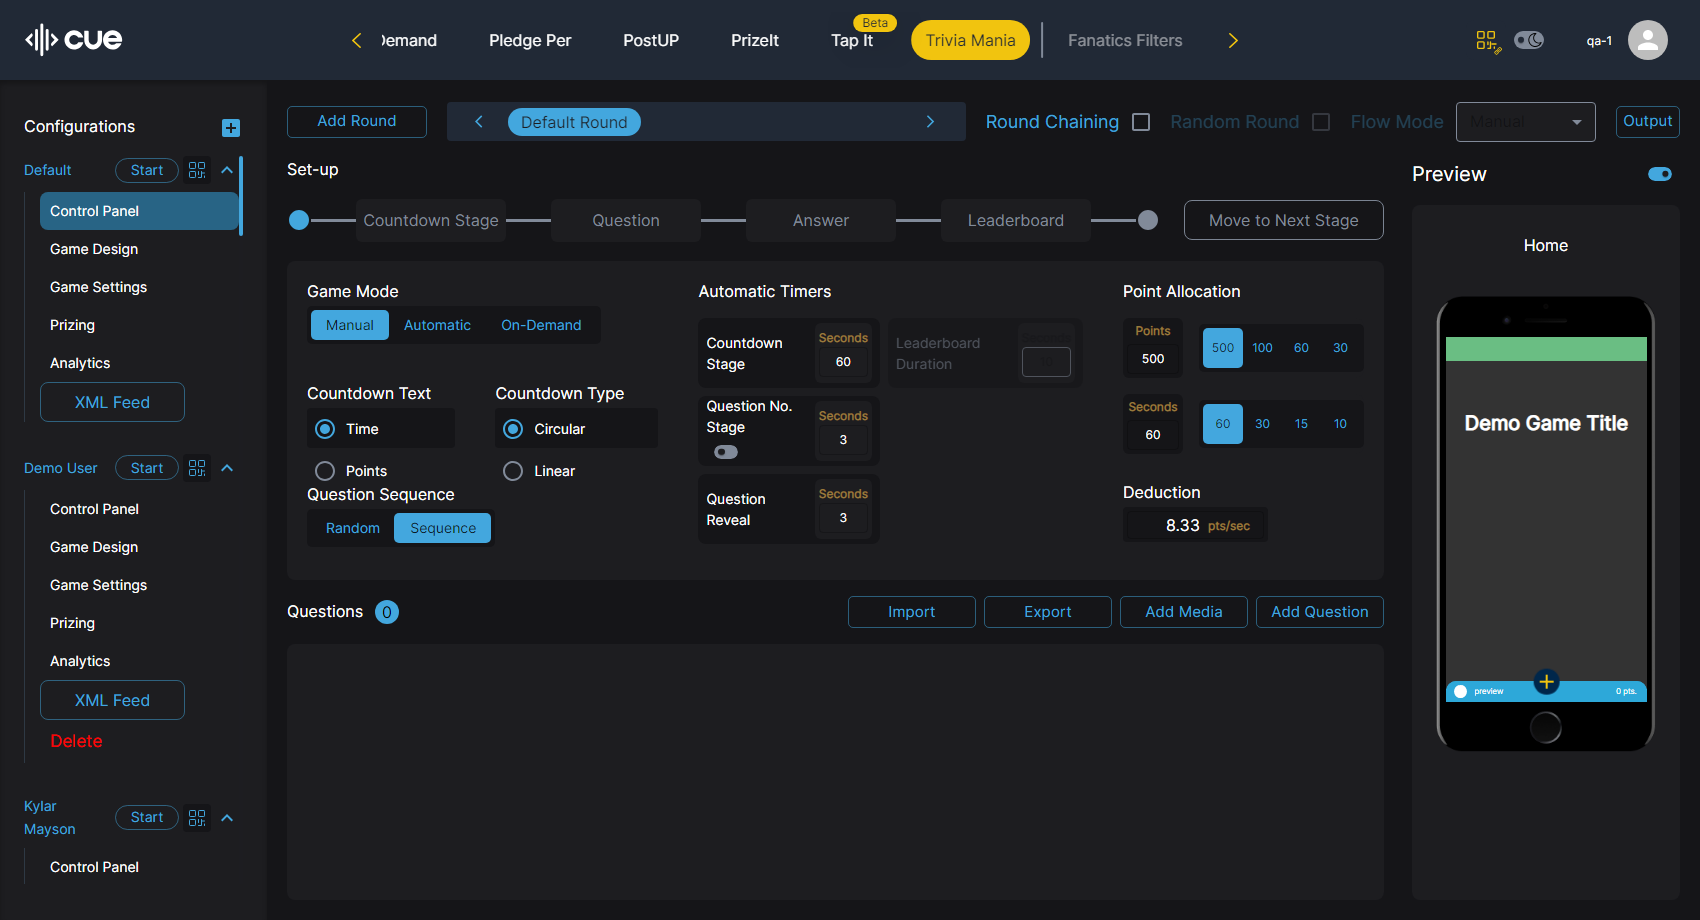 cue
Demand
Pledge Per
PostUP
PrizeIt
Beta
Tap It
Trivia Mania
Fanatics Filters
qa-1
Configurations
Default
Start
Control Panel
Game Design
Game Settings
Prizing
Analytics
XML Feed
Demo User
Start
Control Panel
Game Design
Game Settings
Prizing
Analytics
XML Feed
Delete
Kylar
Mayson
Start
Control Panel
Add Round
Default Round
Round Chaining
Random Round
Flow Mode
Manual
Output
Set-up
Countdown Stage
Question
Answer
Leaderboard
Move to Next Stage
Game Mode
Manual
Automatic
On-Demand
Countdown Text
Time
Points
Countdown Type
Circular
Linear
Question Sequence
Random
Sequence
Automatic Timers
Countdown
Stage
Seconds
60
Leaderboard
Duration
Question No.
Stage
Seconds
3
Question
Reveal
Seconds
3
Point Allocation
Points
500
500
100
60
30
Seconds
60
60
30
15
10
Deduction
8.33 pts/sec
Questions 0
Import
Export
Add Media
Add Question
Preview
Home
Demo Game Title
preview
0 pts.